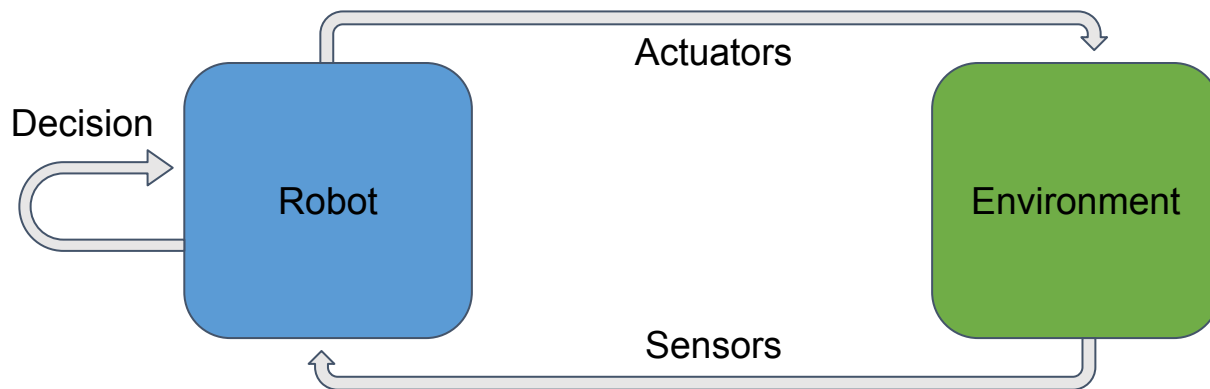 Actuators
Decision
Robot
Environment
Sensors